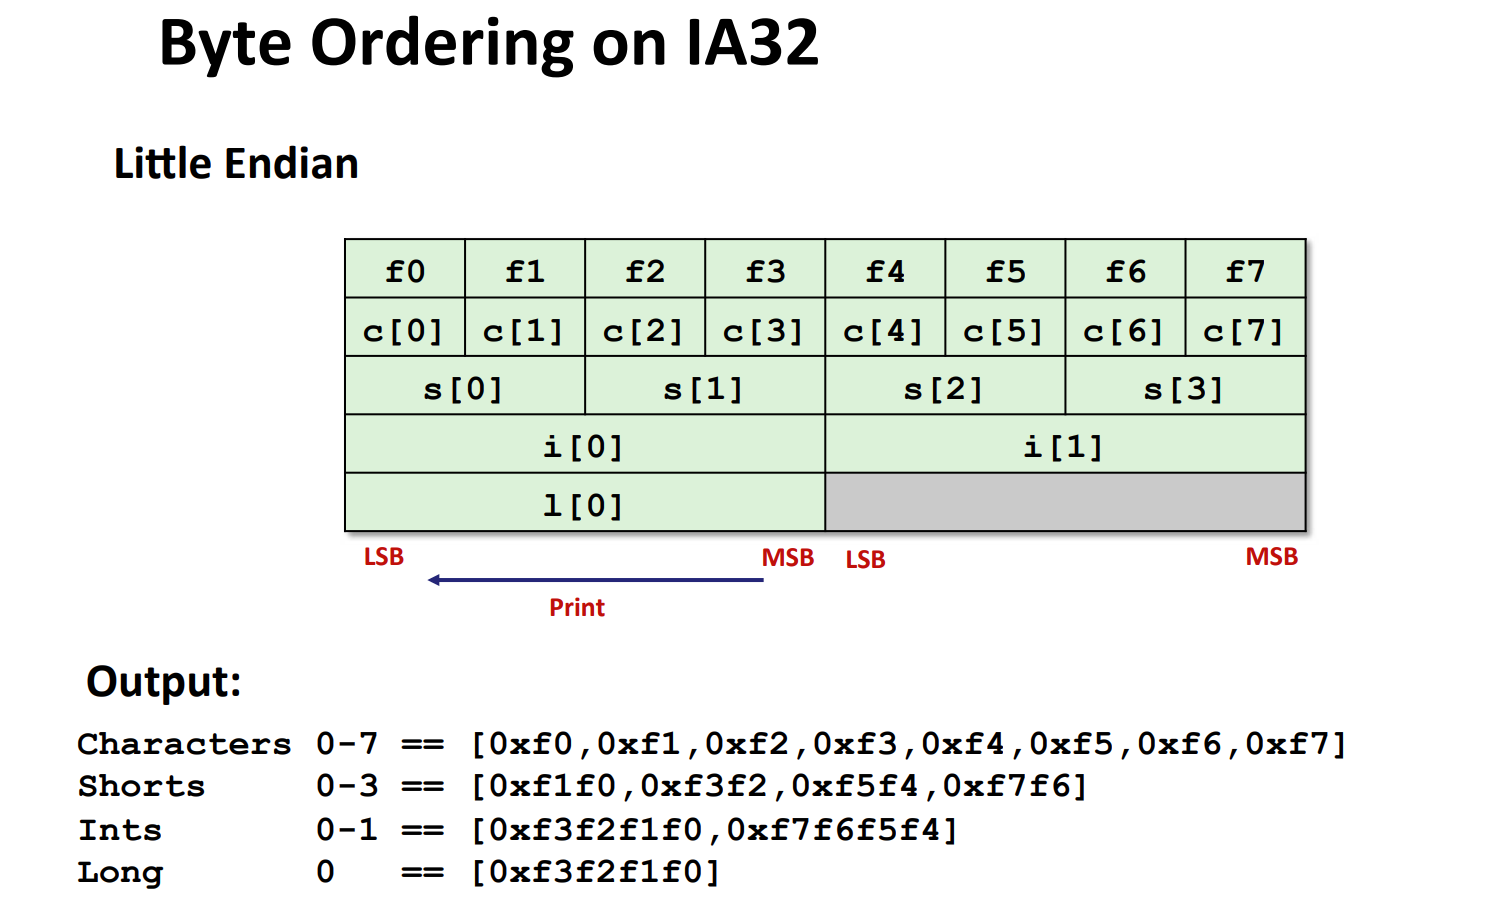 Byte Ordering on IA32
Little Endian
f0 f1 f2 f3 f4 f5 f6 f7
c[0] c[1] c[2] c[3] c[4] c[5] c[6] c[7]
s[0] s[1] s[2] s[3]
i[0] i[1]
l[0]
LSB MSB LSB MSB
Print
Output:
Characters 0-7 == [0xf0,0xf1,0xf2,0xf3,0xf4,0xf5,0xf6,0xf7]
Shorts 0-3 == [0xf1f0,0xf3f2,0xf5f4,0xf7f6]
Ints 0-1 == [0xf3f2f1f0,0xf7f6f5f4]
Long 0 == [0xf3f2f1f0]